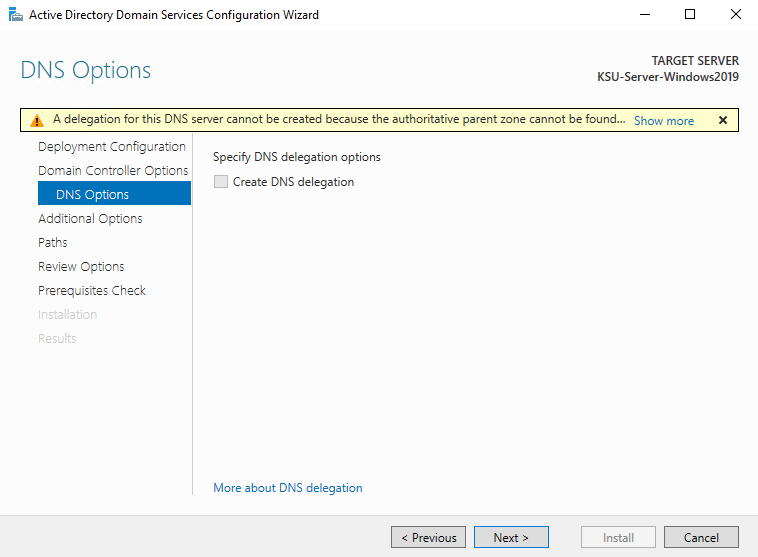 Active Directory Domain Services Configuration Wizard
DNS Options
TARGET SERVER
KSU-Server-Windows2019
A delegation for this DNS server cannot be created because the authoritative parent zone cannot be found... Show more
Deployment Configuration
Domain Controller Options
DNS Options
Additional Options
Paths
Review Options
Prerequisites Check
Installation
Results
Specify DNS delegation options
Create DNS delegation
More about DNS delegation
< Previous
Next >
Install
Cancel